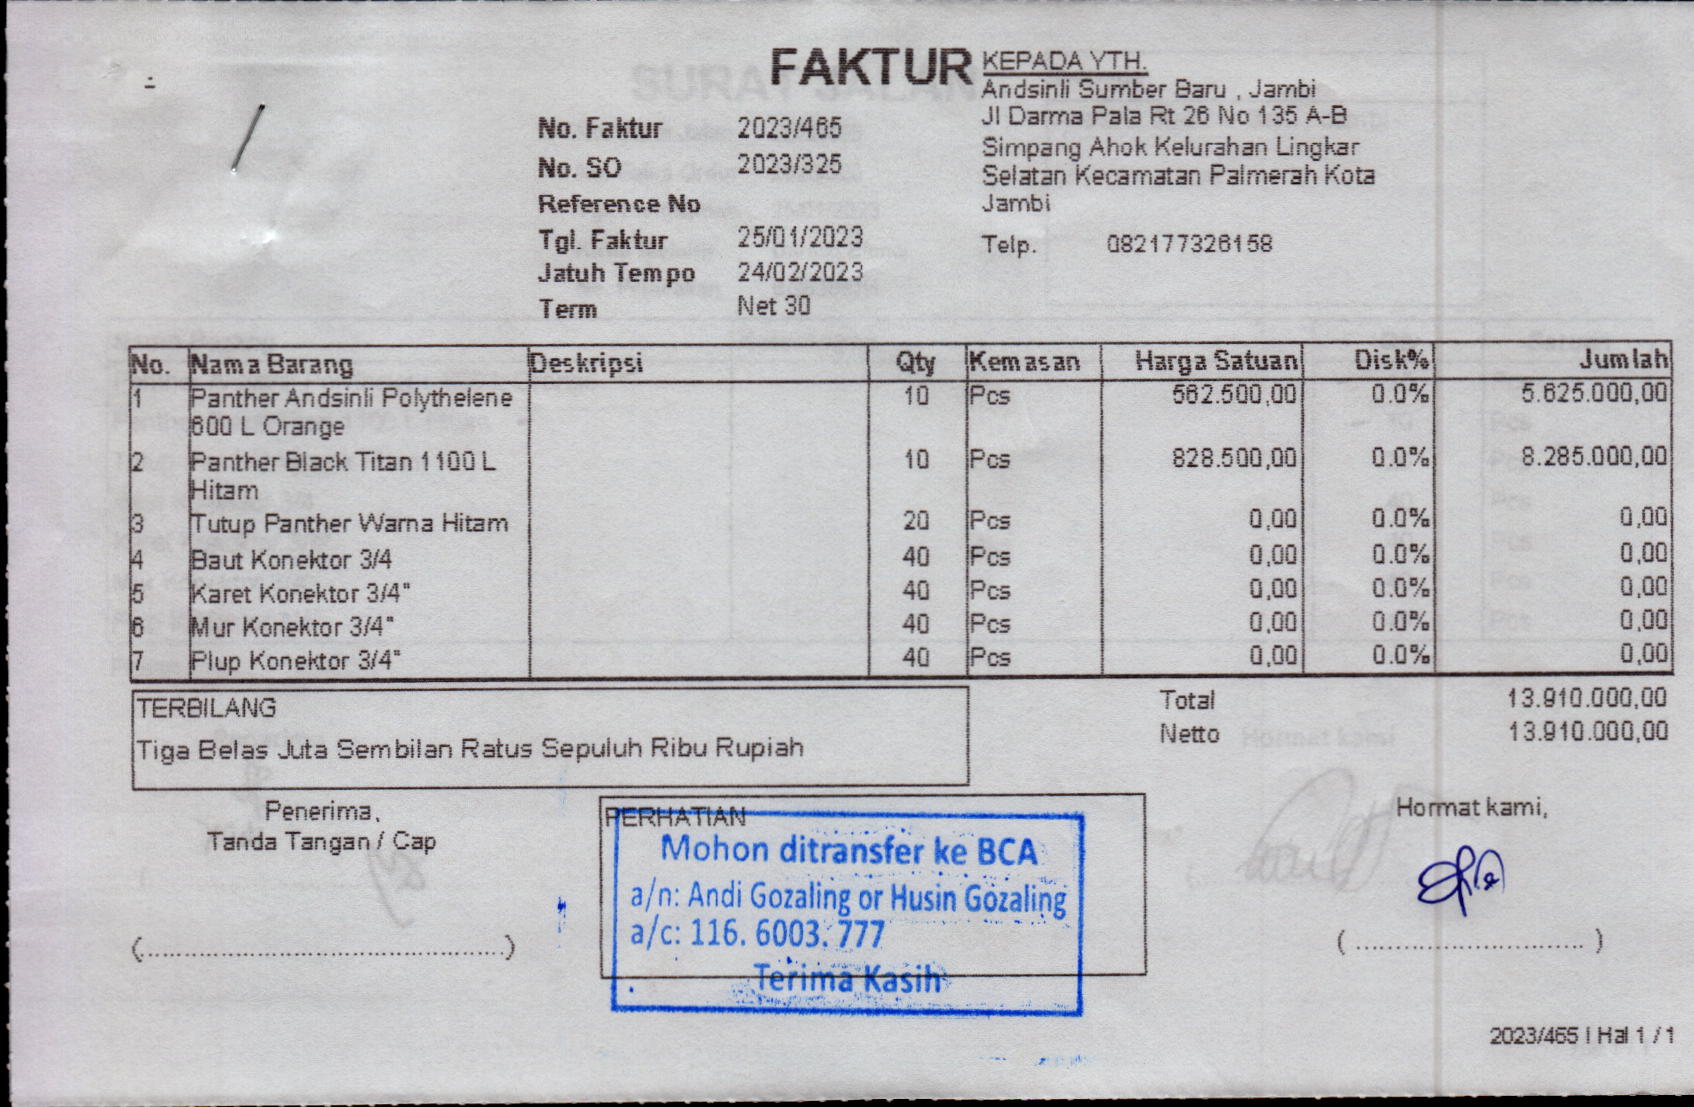 FAKTUR
KEPADA YTH.
Andsinli Sumber Baru , Jambi
Jl Darma Pala Rt 26 No 135 A-B
Simpang Ahok Kelurahan Lingkar
Selatan Kecamatan Palmerah Kota
Jambi
Telp. 082177326158
No. Faktur 2023/465
No. SO 2023/325
Reference No
Tgl. Faktur 25/01/2023
Jatuh Tempo 24/02/2023
Term Net 30
No. Nama Barang Deskripsi Qty Kemasan Harga Satuan Disk% Jumlah
1 Panther Andsinli Polythelene 10 Pcs 562.500,00 0.0% 5.625.000,00
600 L Orange
2 Panther Black Titan 1100 L 10 Pcs 828.500,00 0.0% 8.285.000,00
Hitam
3 Tutup Panther Warna Hitam 20 Pcs 0,00 0.0% 0,00
4 Baut Konektor 3/4 40 Pcs 0,00 0.0% 0,00
5 Karet Konektor 3/4" 40 Pcs 0,00 0.0% 0,00
6 Mur Konektor 3/4" 40 Pcs 0,00 0.0% 0,00
7 Plup Konektor 3/4" 40 Pcs 0,00 0.0% 0,00
TERBILANG
Tiga Belas Juta Sembilan Ratus Sepuluh Ribu Rupiah
Total 13.910.000,00
Netto 13.910.000,00
Penerima,
Tanda Tangan / Cap
(......................................................)
PERHATIAN
Mohon ditransfer ke BCA
a/n: Andi Gozaling or Husin Gozaling
a/c: 116. 6003. 777
Terima Kasih
Hormat kami,
( .................................. )
2023/465 | Hal 1 / 1